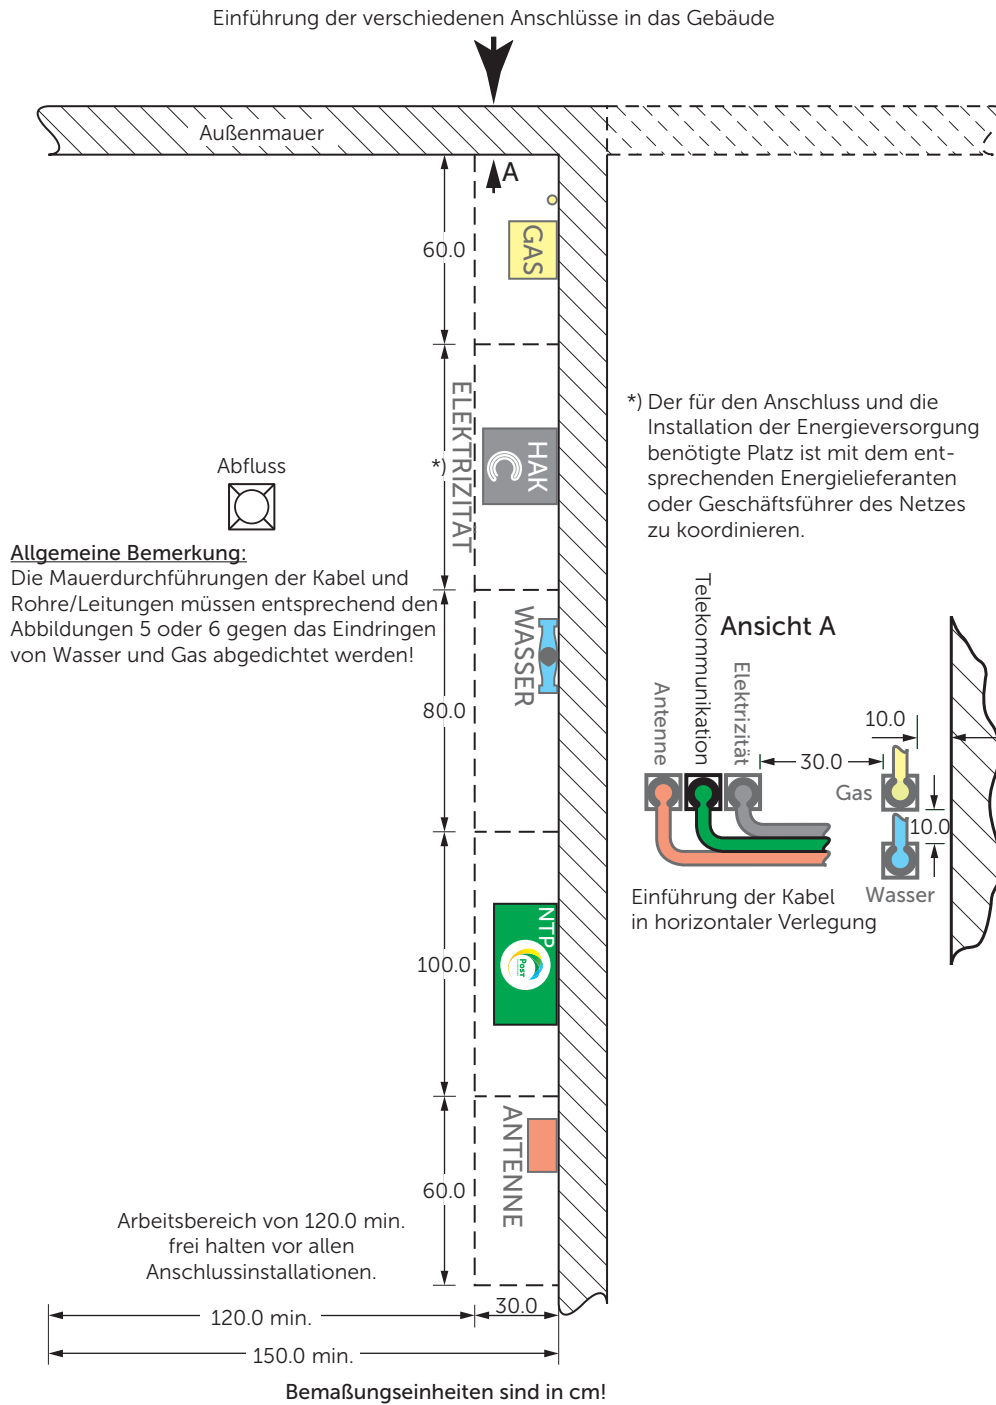 Einführung der verschiedenen Anschlüsse in das Gebäude
Außenmauer
A
GAS
60.0
ELEKTRIZITÄT
HAK
*)
*) Der für den Anschluss und die
Installation der Energieversorgung
benötigte Platz ist mit dem ent-
sprechenden Energielieferanten
oder Geschäftsführer des Netzes
zu koordinieren.
Abfluss
Allgemeine Bemerkung:
Die Mauerdurchführungen der Kabel und
Rohre/Leitungen müssen entsprechend den
Abbildungen 5 oder 6 gegen das Eindringen
von Wasser und Gas abgedichtet werden!
WASSER
80.0
Ansicht A
Antenne
Telekommunikation
Elektrizität
30.0
10.0
Gas
10.0
Wasser
Einführung der Kabel
in horizontaler Verlegung
NTP
POST
100.0
ANTENNE
60.0
Arbeitsbereich von 120.0 min.
frei halten vor allen
Anschlussinstallationen.
120.0 min.
30.0
150.0 min.
Bemaßungseinheiten sind in cm!